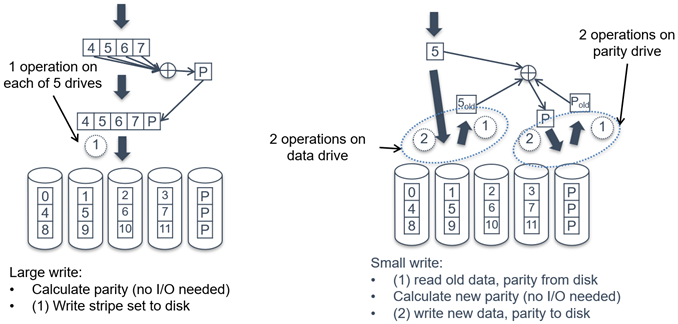 4 5 6 7
1 operation on
each of 5 drives
P
4 5 6 7 P
1
0 1 2 3 P
4 5 6 7 P
8 9 10 11 P
Large write:
• Calculate parity (no I/O needed)
• (1) Write stripe set to disk
2 operations on
parity drive
5
5old
Pold
P
2 1
1
2
2 operations on
data drive
0 1 2 3 P
4 5 6 7 P
8 9 10 11 P
Small write:
• (1) read old data, parity from disk
• Calculate new parity (no I/O needed)
• (2) write new data, parity to disk